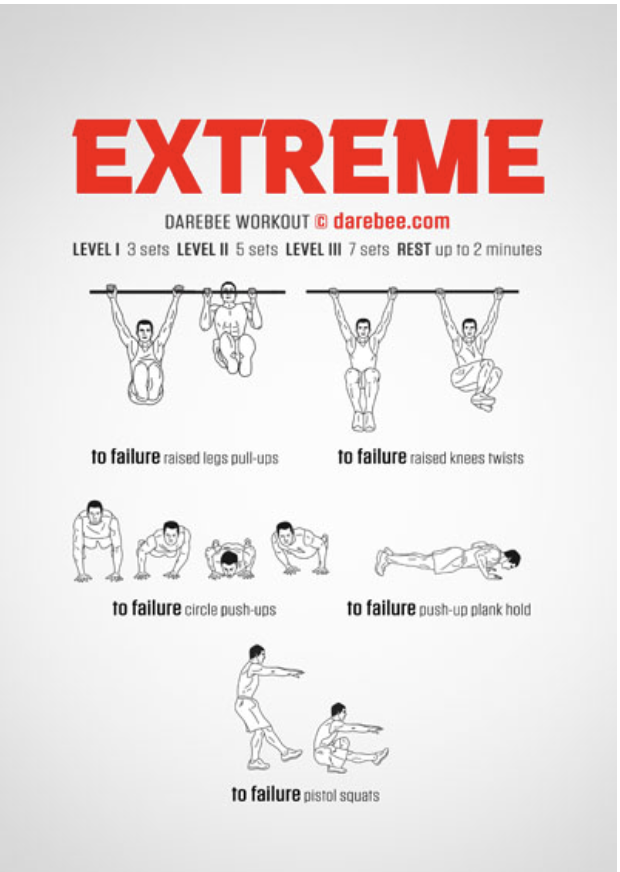 EXTREME
DAREBEE WORKOUT © darebee.com
LEVEL I 3 sets LEVEL II 5 sets LEVEL III 7 sets REST up to 2 minutes
to failure raised legs pull-ups
to failure raised knees twists
to failure circle push-ups
to failure push-up plank hold
to failure pistol squats